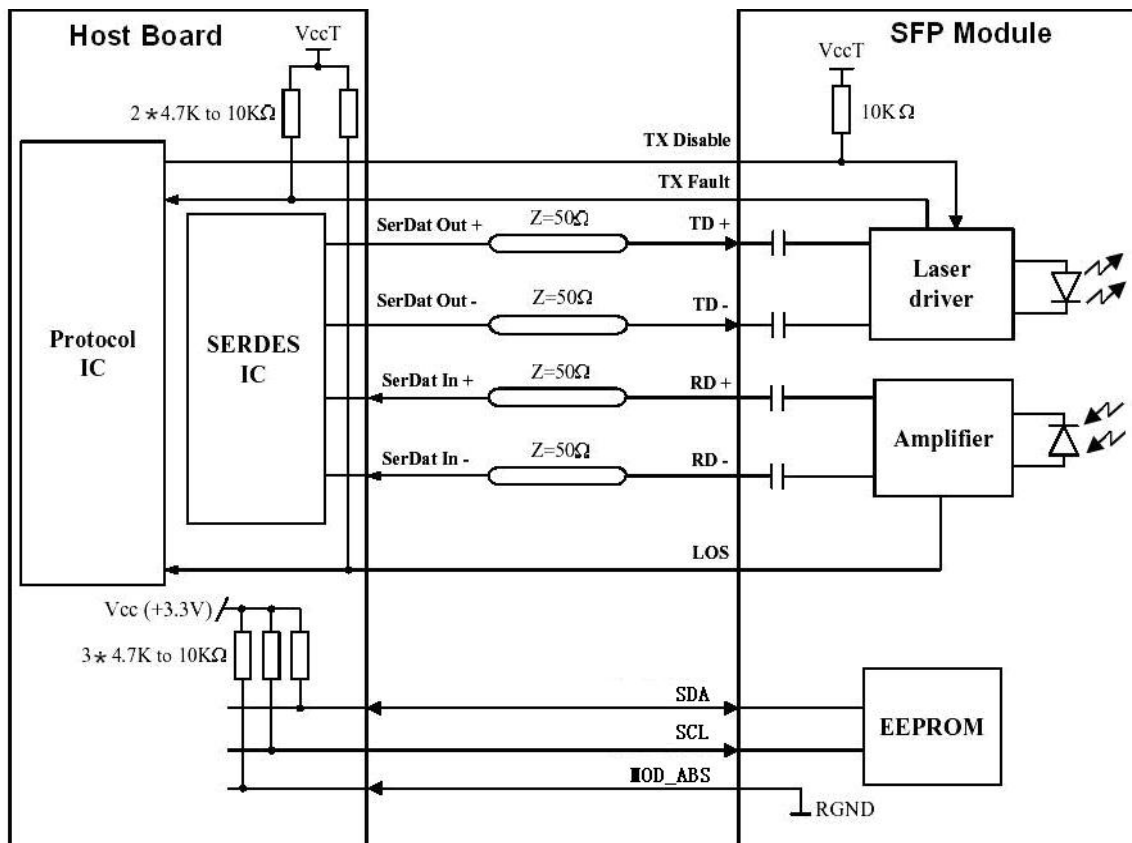 Host Board
SFP Module
VccT
VccT
2*4.7K to 10KΩ
10KΩ
TX Disable
TX Fault
SerDat Out +
Z=50Ω
TD +
Laser
driver
SerDat Out -
Z=50Ω
TD -
Protocol
IC
SERDES
IC
SerDat In +
Z=50Ω
RD +
Amplifier
SerDat In -
Z=50Ω
RD -
LOS
Vcc (+3.3V)
3*4.7K to 10KΩ
SDA
EEPROM
SCL
MOD_ABS
RGND